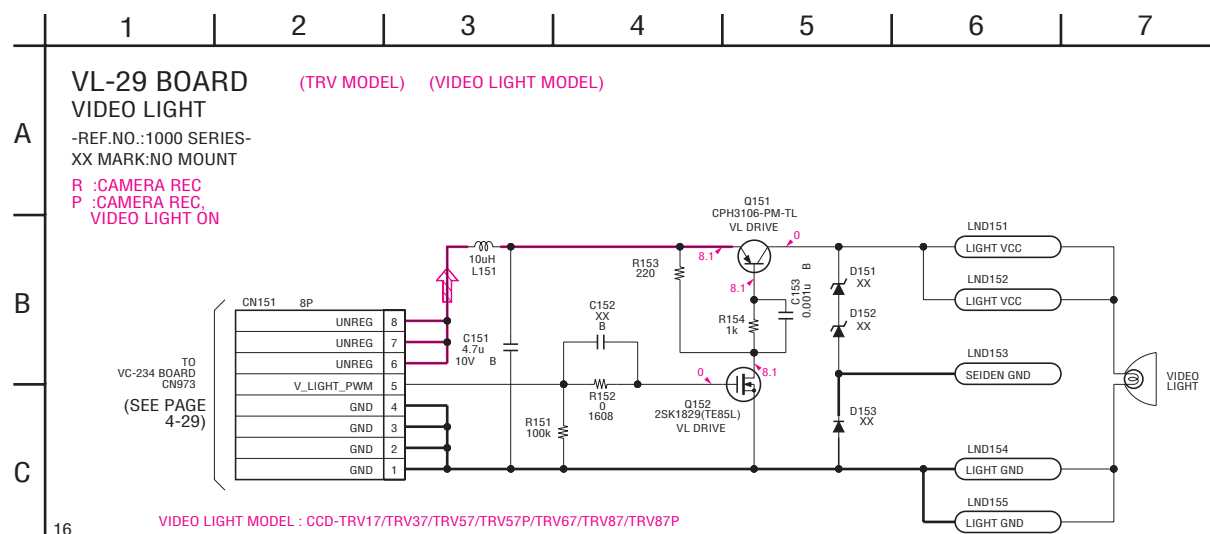 1 2 3 4 5 6 7
A
B
C
16
VL-29 BOARD
(TRV MODEL) (VIDEO LIGHT MODEL)
VIDEO LIGHT
-REF.NO.:1000 SERIES-
XX MARK:NO MOUNT
R :CAMERA REC
P :CAMERA REC,
VIDEO LIGHT ON
TO
VC-234 BOARD
CN973
(SEE PAGE
4-29)
CN151 8P
UNREG 8
UNREG 7
UNREG 6
V_LIGHT_PWM 5
GND 4
GND 3
GND 2
GND 1
10uH
L151
C151
4.7u
10V B
C152
XX
B
R151
100k
R152
0
1608
R153
220
Q151
CPH3106-PM-TL
VL DRIVE
8.1
0
8.1
R154
1k
C153
0.001u B
0
8.1
Q152
2SK1829(TE85L)
VL DRIVE
D151
XX
D152
XX
D153
XX
LND151
LIGHT VCC
LND152
LIGHT VCC
LND153
SEIDEN GND
LND154
LIGHT GND
LND155
LIGHT GND
VIDEO
LIGHT
VIDEO LIGHT MODEL : CCD-TRV17/TRV37/TRV57/TRV57P/TRV67/TRV87/TRV87P